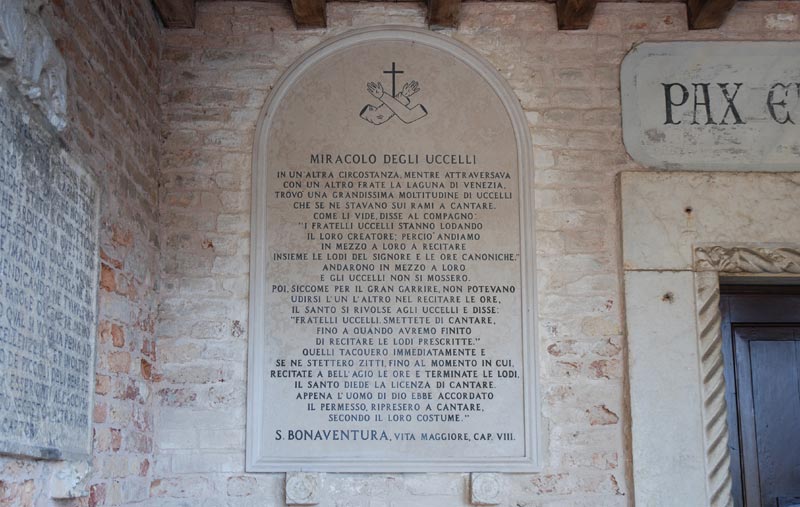 MIRACOLO DEGLI UCCELLI
IN UN'ALTRA CIRCOSTANZA, MENTRE ATTRAVERSAVA
CON UN ALTRO FRATE LA LAGUNA DI VENEZIA,
TROVO' UNA GRANDISSIMA MOLTITUDINE DI UCCELLI
CHE SE NE STAVANO SUI RAMI A CANTARE.
COME LI VIDE, DISSE AL COMPAGNO:
"I FRATELLI UCCELLI STANNO LODANDO
IL LORO CREATORE; PERCIO' ANDIAMO
IN MEZZO A LORO A RECITARE
INSIEME LE LODI DEL SIGNORE E LE ORE CANONICHE."
ANDARONO IN MEZZO A LORO
E GLI UCCELLI NON SI MOSSERO.
POI, SICCOME PER IL GRAN GARRIRE, NON POTEVANO
UDIRSI L'UN L'ALTRO NEL RECITARE LE ORE,
IL SANTO SI RIVOLSE AGLI UCCELLI E DISSE:
"FRATELLI UCCELLI, SMETTETE DI CANTARE,
FINO A QUANDO AVREMO FINITO
DI RECITARE LE LODI PRESCRITTE."
QUELLI TACQUERO IMMEDIATAMENTE E
SE NE STETTERO ZITTI, FINO AL MOMENTO IN CUI,
RECITATE A BELL'AGIO LE ORE E TERMINATE LE LODI,
IL SANTO DIEDE LA LICENZA DI CANTARE.
APPENA L'UOMO DI DIO EBBE ACCORDATO
IL PERMESSO, RIPRESERO A CANTARE,
SECONDO IL LORO COSTUME."
S. BONAVENTURA, VITA MAGGIORE, CAP. VIII.
PAX